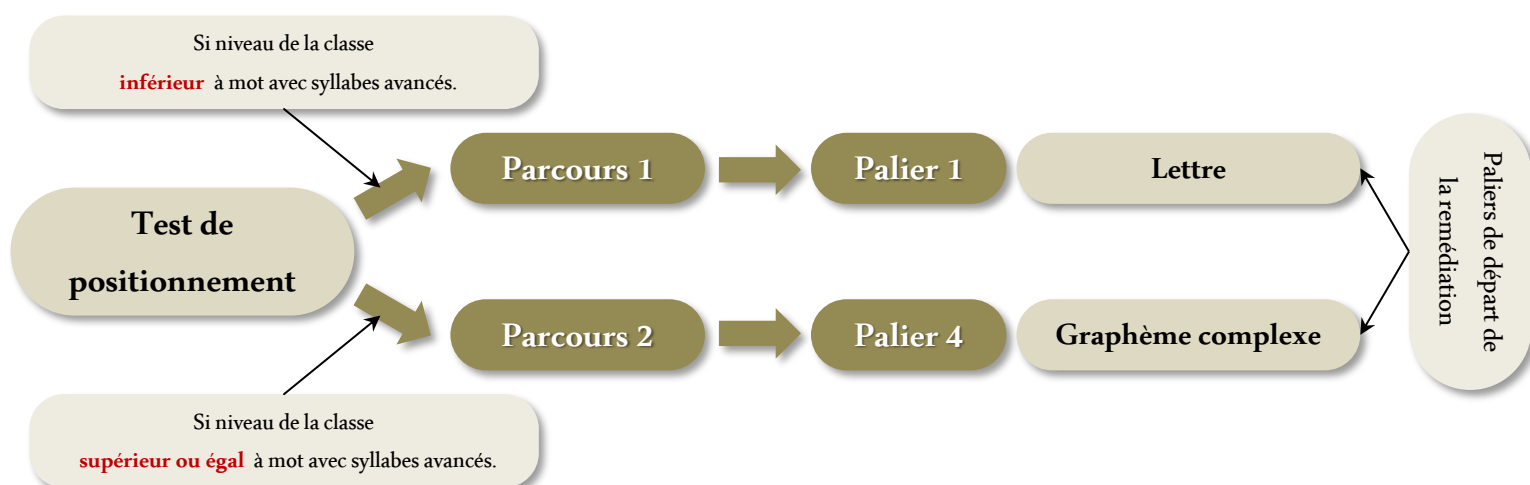 Si niveau de la classe
inférieur à mot avec syllabes avancés.
Parcours 1
Palier 1
Lettre
Test de
positionnement
Paliers de départ de
la remédiation
Parcours 2
Palier 4
Graphème complexe
Si niveau de la classe
supérieur ou égal à mot avec syllabes avancés.